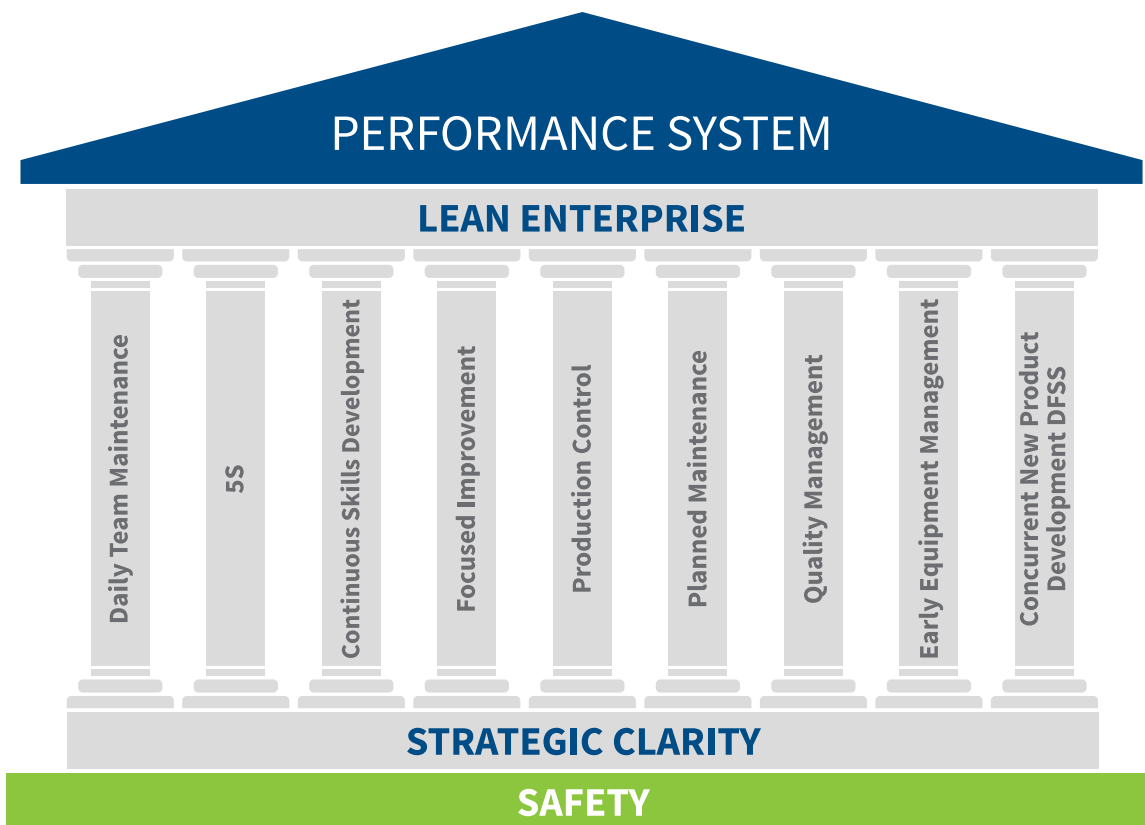 PERFORMANCE SYSTEM
LEAN ENTERPRISE
Daily Team Maintenance
5S
Continuous Skills Development
Focused Improvement
Production Control
Planned Maintenance
Quality Management
Early Equipment Management
Concurrent New Product
Development DFSS
STRATEGIC CLARITY
SAFETY